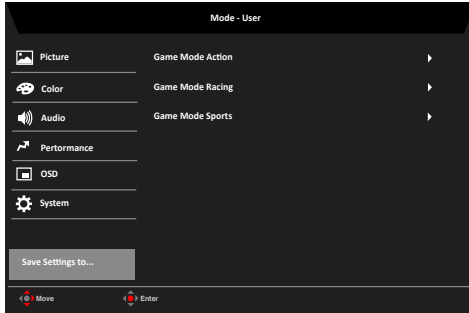 Mode - User
Picture
Game Mode Action
Color
Game Mode Racing
Audio
Game Mode Sports
Pertormance
OSD
System
Save Settings to...
Move
Enter